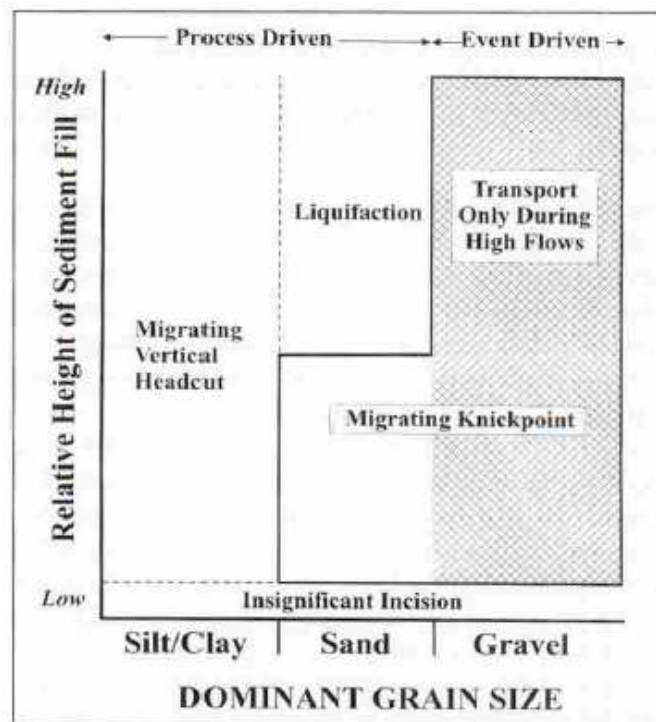 Process Driven
Event Driven
High
Relative Height of Sediment Fill
Liquifaction
Transport
Only During
High Flows
Migrating
Vertical
Headcut
Migrating Knickpoint
Low
Insignificant Incision
Silt/Clay
Sand
Gravel
DOMINANT GRAIN SIZE